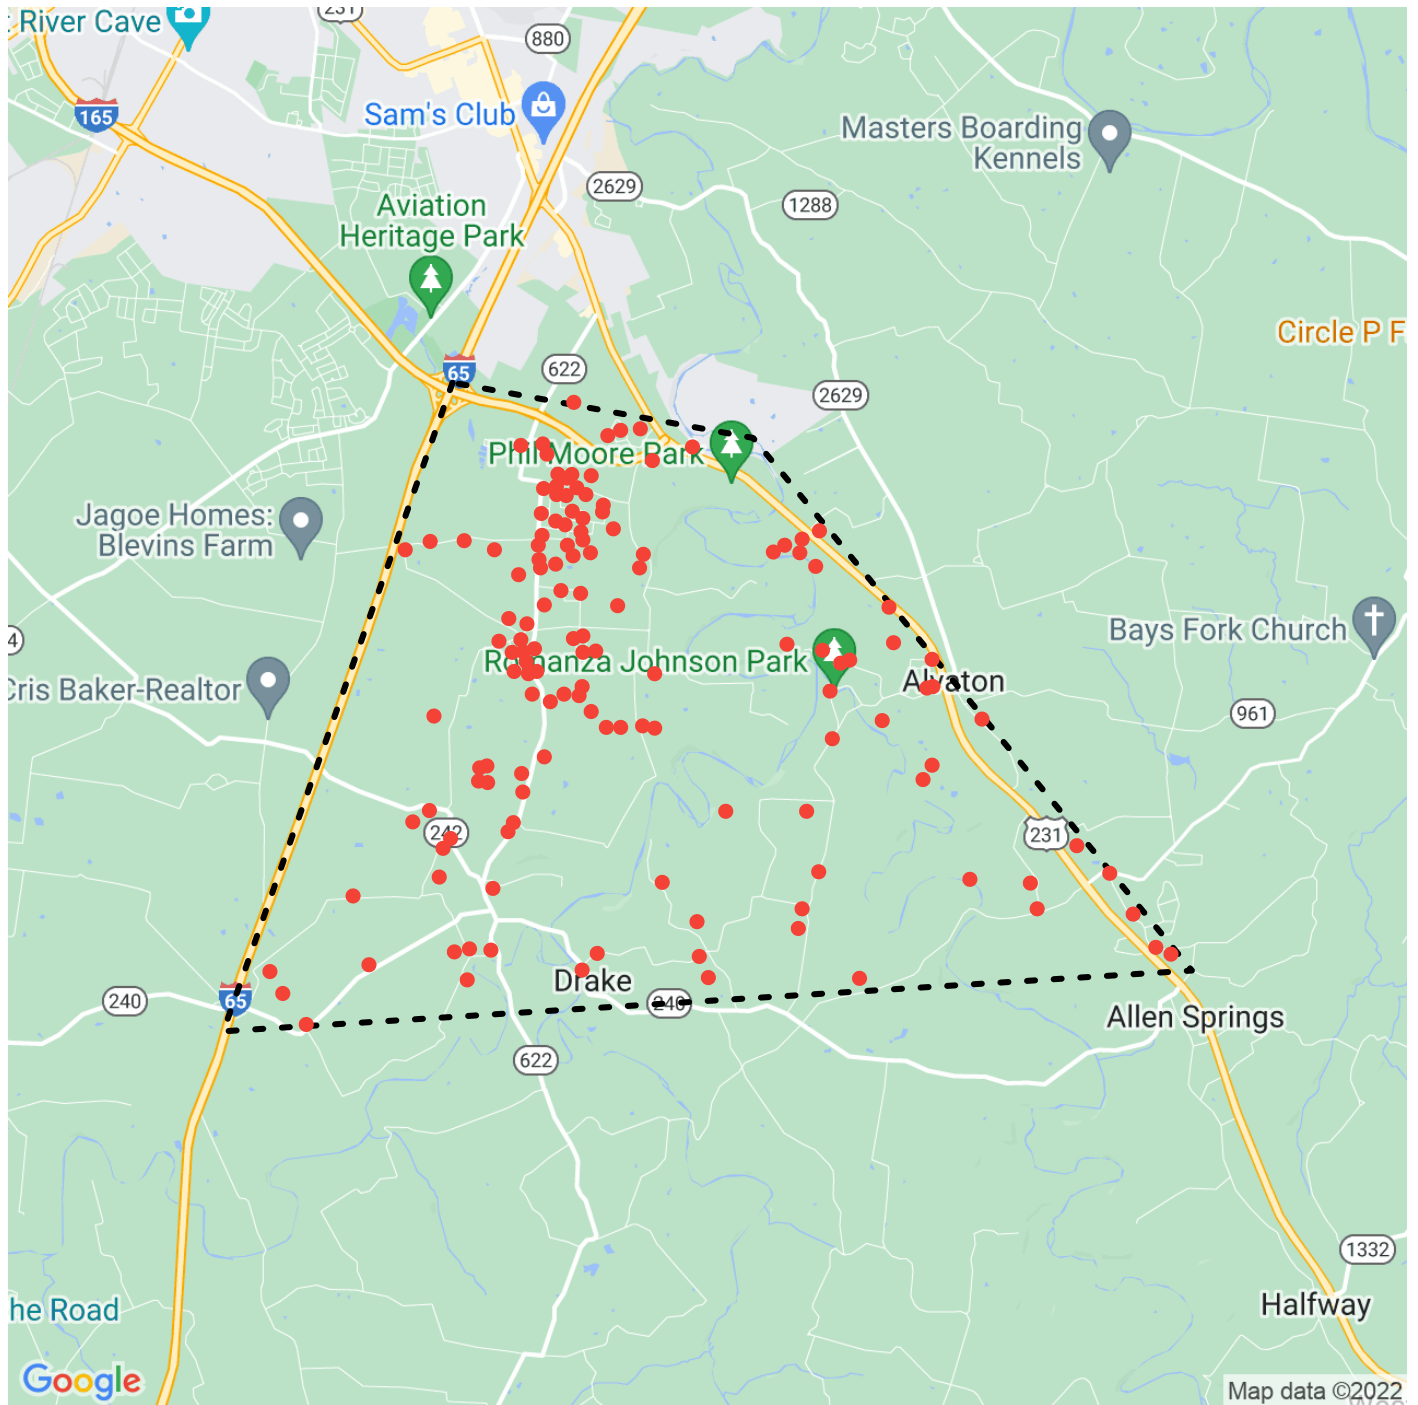 231
River Cave
880
165
Sam's Club
Masters Boarding
Kennels
2629
1288
Aviation
Heritage Park
Circle P F
65
622
2629
Phil Moore Park
Jagoe Homes:
Blevins Farm
4
Bays Fork Church
Romanza Johnson Park
Cris Baker-Realtor
Alvaton
961
242
231
Drake
65
240
240
Allen Springs
622
1332
he Road
Halfway
Google
Map data ©2022